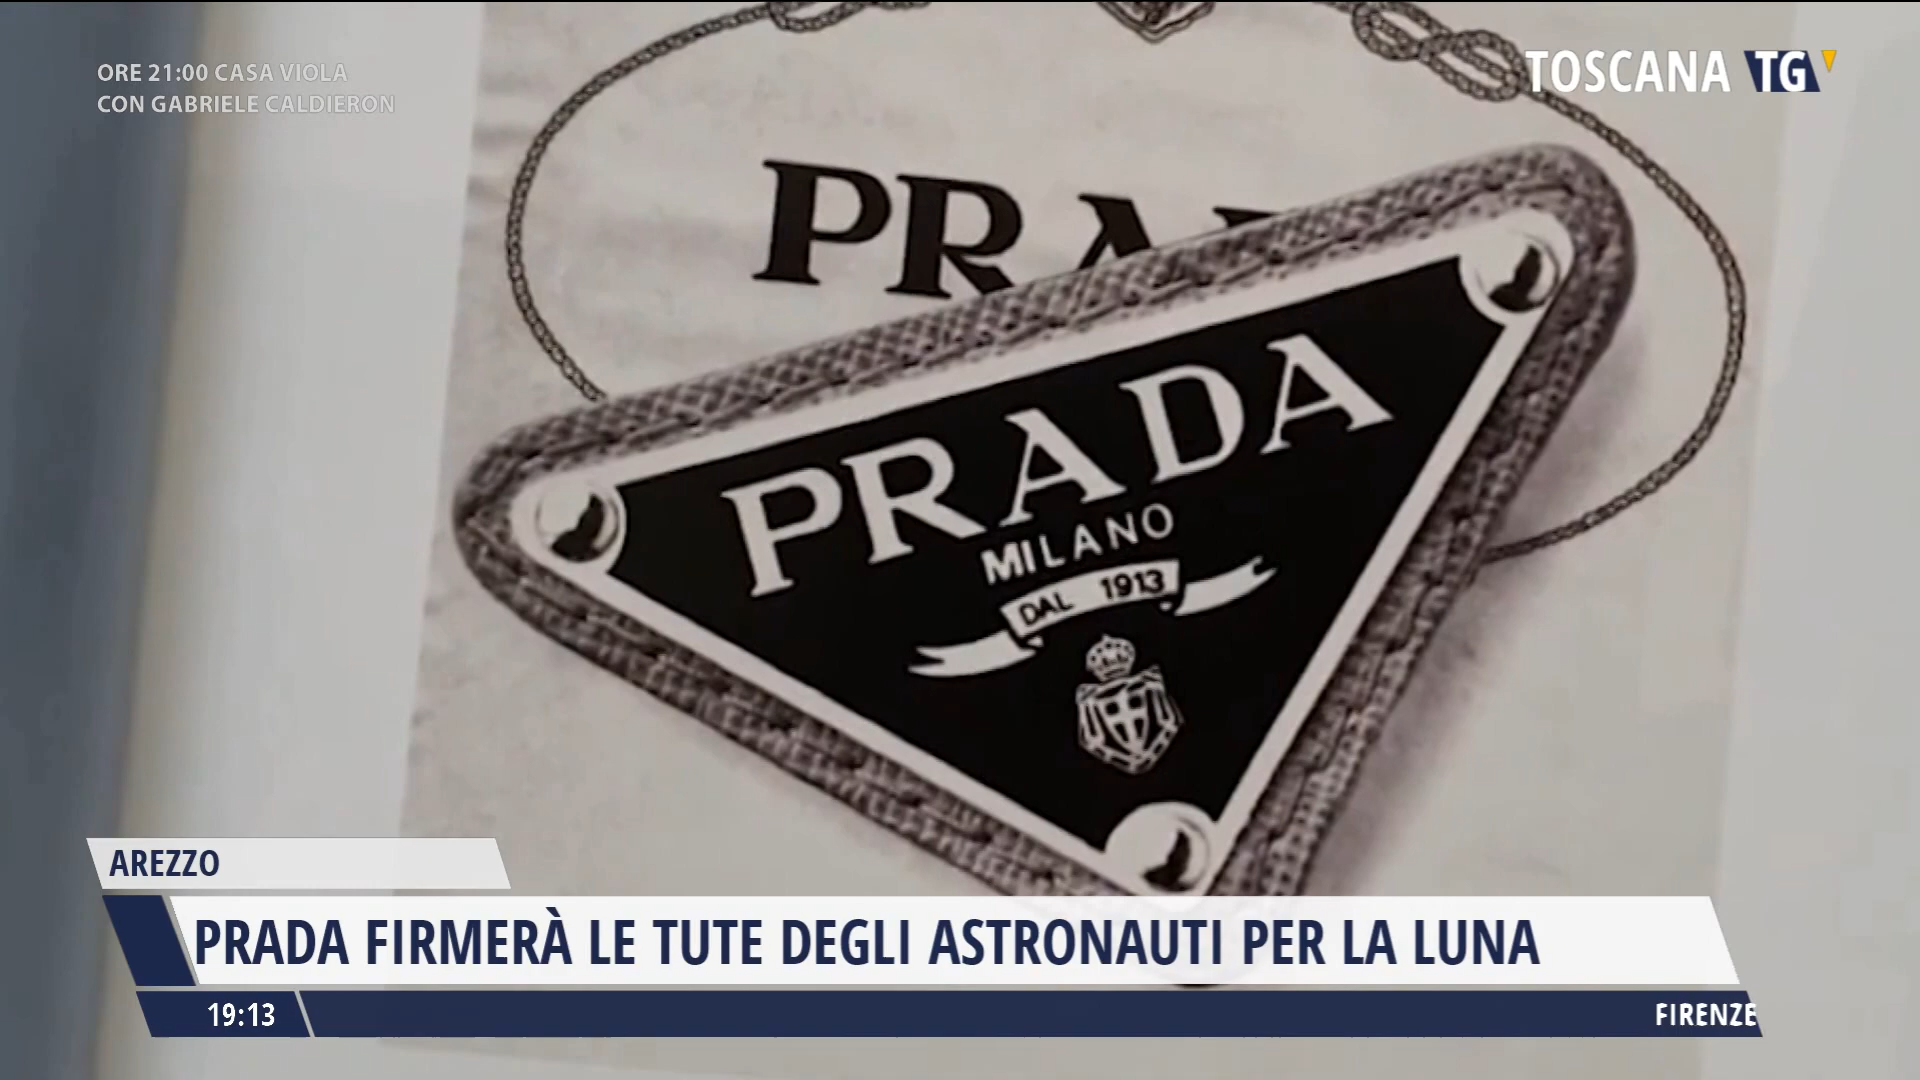 ORE 21:00 CASA VIOLA
CON GABRIELE CALDIERON
TOSCANA TG
PRADA
MILANO
DAL 1913
AREZZO
PRADA FIRMERÀ LE TUTE DEGLI ASTRONAUTI PER LA LUNA
19:13
FIRENZE